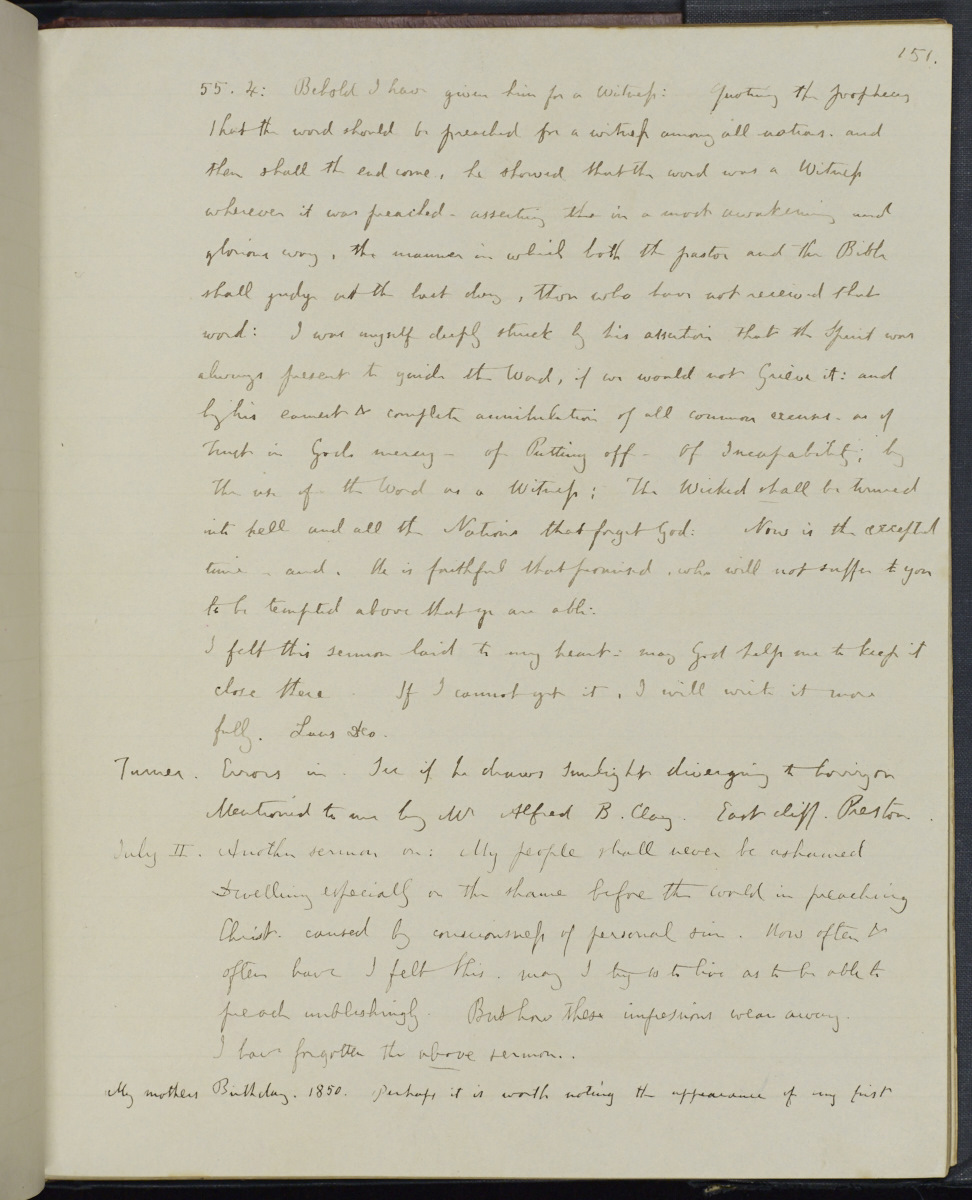 151.
55. 4: Behold I have given him for a Witness: Quoting the prophecy
that the word should be preached for a witness among all nations. and
then shall the end come, he showed that the word was a Witness
wherever it was preached - asserting then in a most awakening and
glorious way, the manner in which both the pastor and the Bible
shall judge at the last day, those who have not received that
word: I was myself deeply struck by his assertion that the Spirit was
always present to guide the Word, if we would not Grieve it: and
by his earnest & complete annihilation of all common excuses - as of
Trust in Gods mercy - of Putting off - Of Incapability; by
the use of the Word as a Witness; The Wicked shall be turned
into hell and all the Nations that forget God: Now is the accepted
time - and. He is faithful that promised, who will not suffer to you
to be tempted above that ye are able:
I felt this sermon laid to my heart: may God help me to keep it
close there If I cannot get it, I will write it more
fully. Laus Deo.
Turner. Errors in. See if he draws sunlight diverging to horizon
Mentioned to me by Mr Alfred B. Clay. East cliff. Preston.
July II. Another sermon on: My people shall never be ashamed
Dwelling especially on the shame before the world in preaching
Christ. caused by consciousness of personal sin. How often &
often have I felt this. may I try so to live as to be able to
preach unblushingly. But how these impressions wear away.
I have forgotten the above sermon..
My mothers Birthday. 1850. Perhaps it is worth noting the appearance of my first